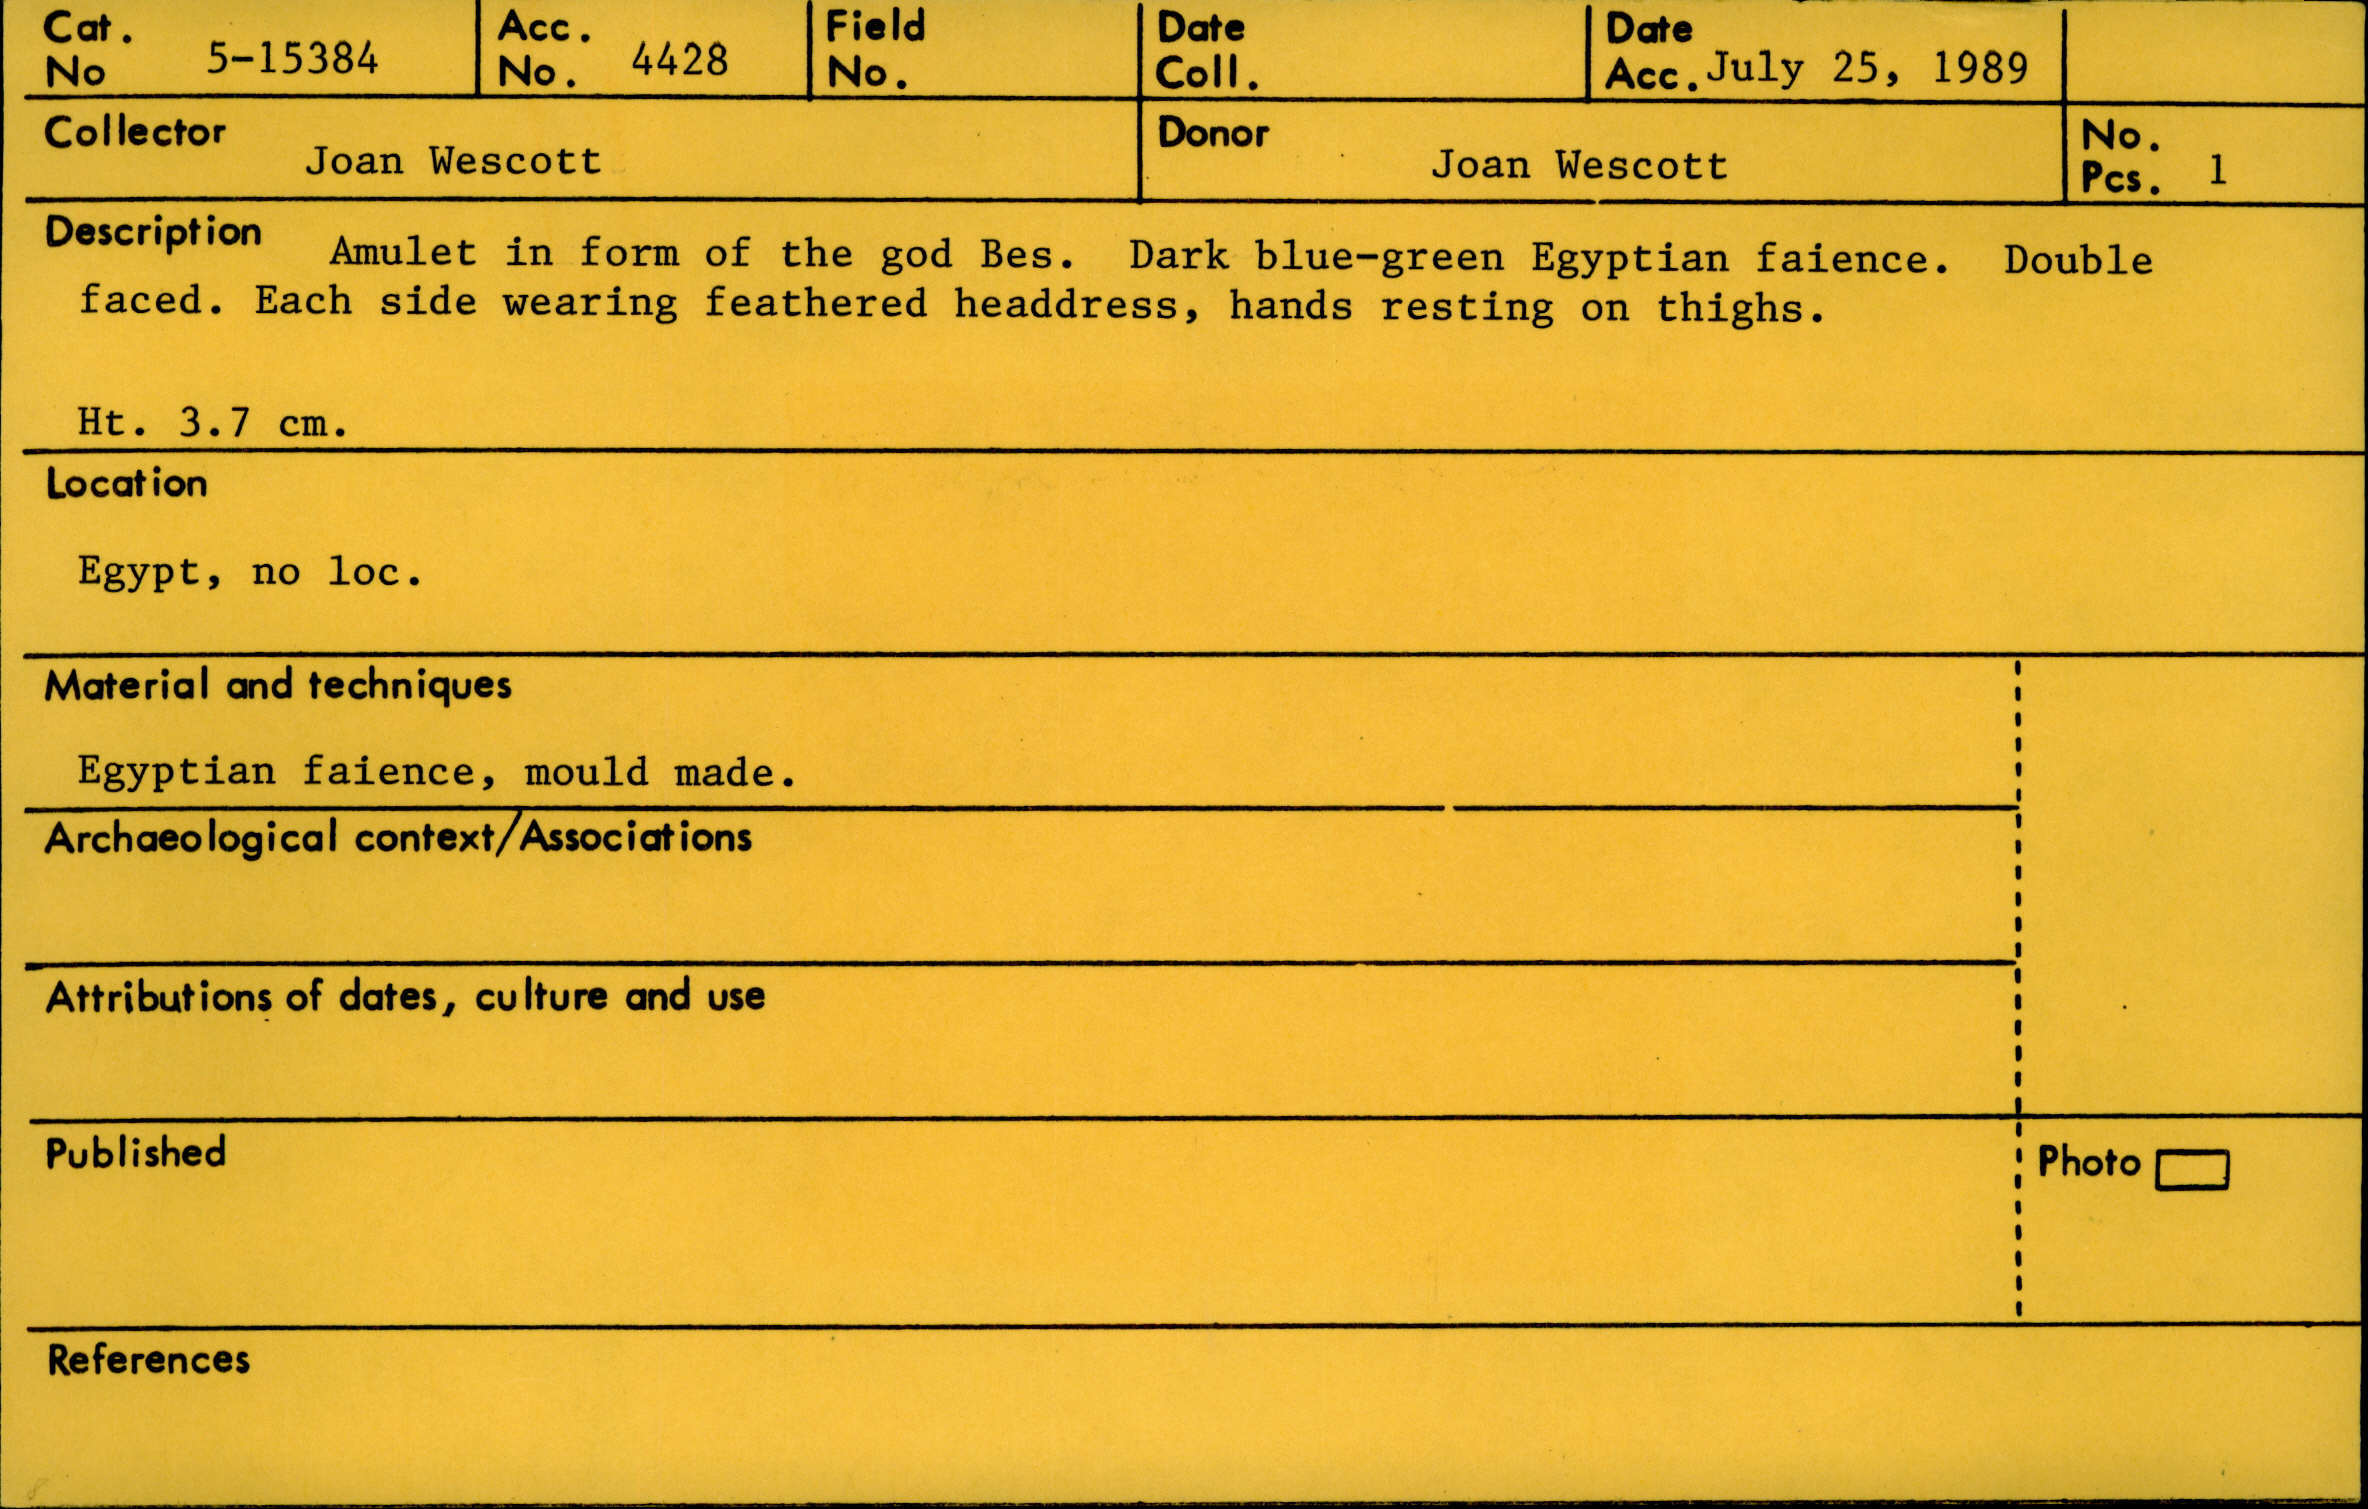 Cat. No 5-15384
Acc. No. 4428
Field No.
Date Coll.
Date Acc. July 25, 1989
Collector Joan Wescott
Donor Joan Wescott
No. Pcs. 1
Description Amulet in form of the god Bes. Dark blue-green Egyptian faience. Double
faced. Each side wearing feathered headdress, hands resting on thighs.
Ht. 3.7 cm.
Location
Egypt, no loc.
Material and techniques
Egyptian faience, mould made.
Archaeological context/Associations
Attributions of dates, culture and use
Published
Photo
References